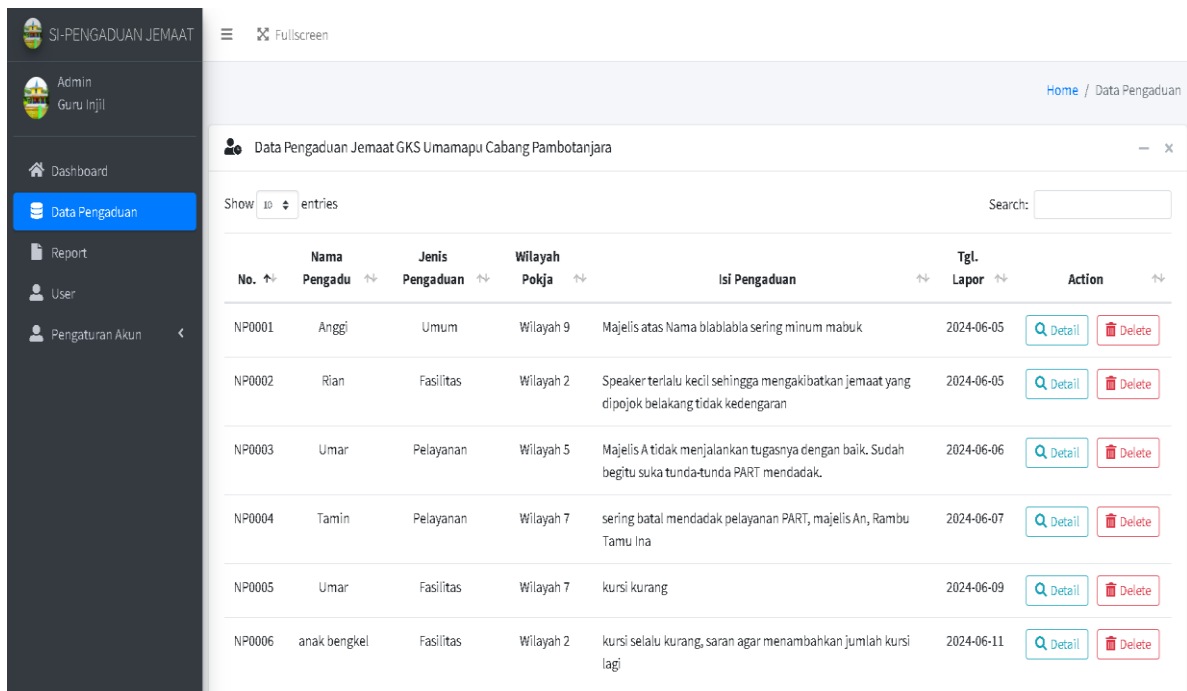 SI-PENGADUAN JEMAAT
Fullscreen
Admin
Guru Injil
Home / Data Pengaduan
Dashboard
Data Pengaduan
Report
User
Pengaturan Akun
Data Pengaduan Jemaat GKS Umamapu Cabang Pambotanjara
Show 10 entries
Search:
No. Nama Pengadu Jenis Pengaduan Wilayah Pokja Isi Pengaduan Tgl. Lapor Action
NP0001 Anggi Umum Wilayah 9 Majelis atas Nama blablabla sering minum mabuk 2024-06-05 Detail Delete
NP0002 Rian Fasilitas Wilayah 2 Speaker terlalu kecil sehingga mengakibatkan jemaat yang 2024-06-05 Detail Delete
dipojok belakang tidak kedengaran
NP0003 Umar Pelayanan Wilayah 5 Majelis A tidak menjalankan tugasnya dengan baik. Sudah 2024-06-06 Detail Delete
begitu suka tunda-tunda PART mendadak.
NP0004 Tamin Pelayanan Wilayah 7 sering batal mendadak pelayanan PART, majelis An, Rambu 2024-06-07 Detail Delete
Tamu Ina
NP0005 Umar Fasilitas Wilayah 7 kursi kurang 2024-06-09 Detail Delete
NP0006 anak bengkel Fasilitas Wilayah 2 kursi selalu kurang, saran agar menambahkan jumlah kursi 2024-06-11 Detail Delete
lagi